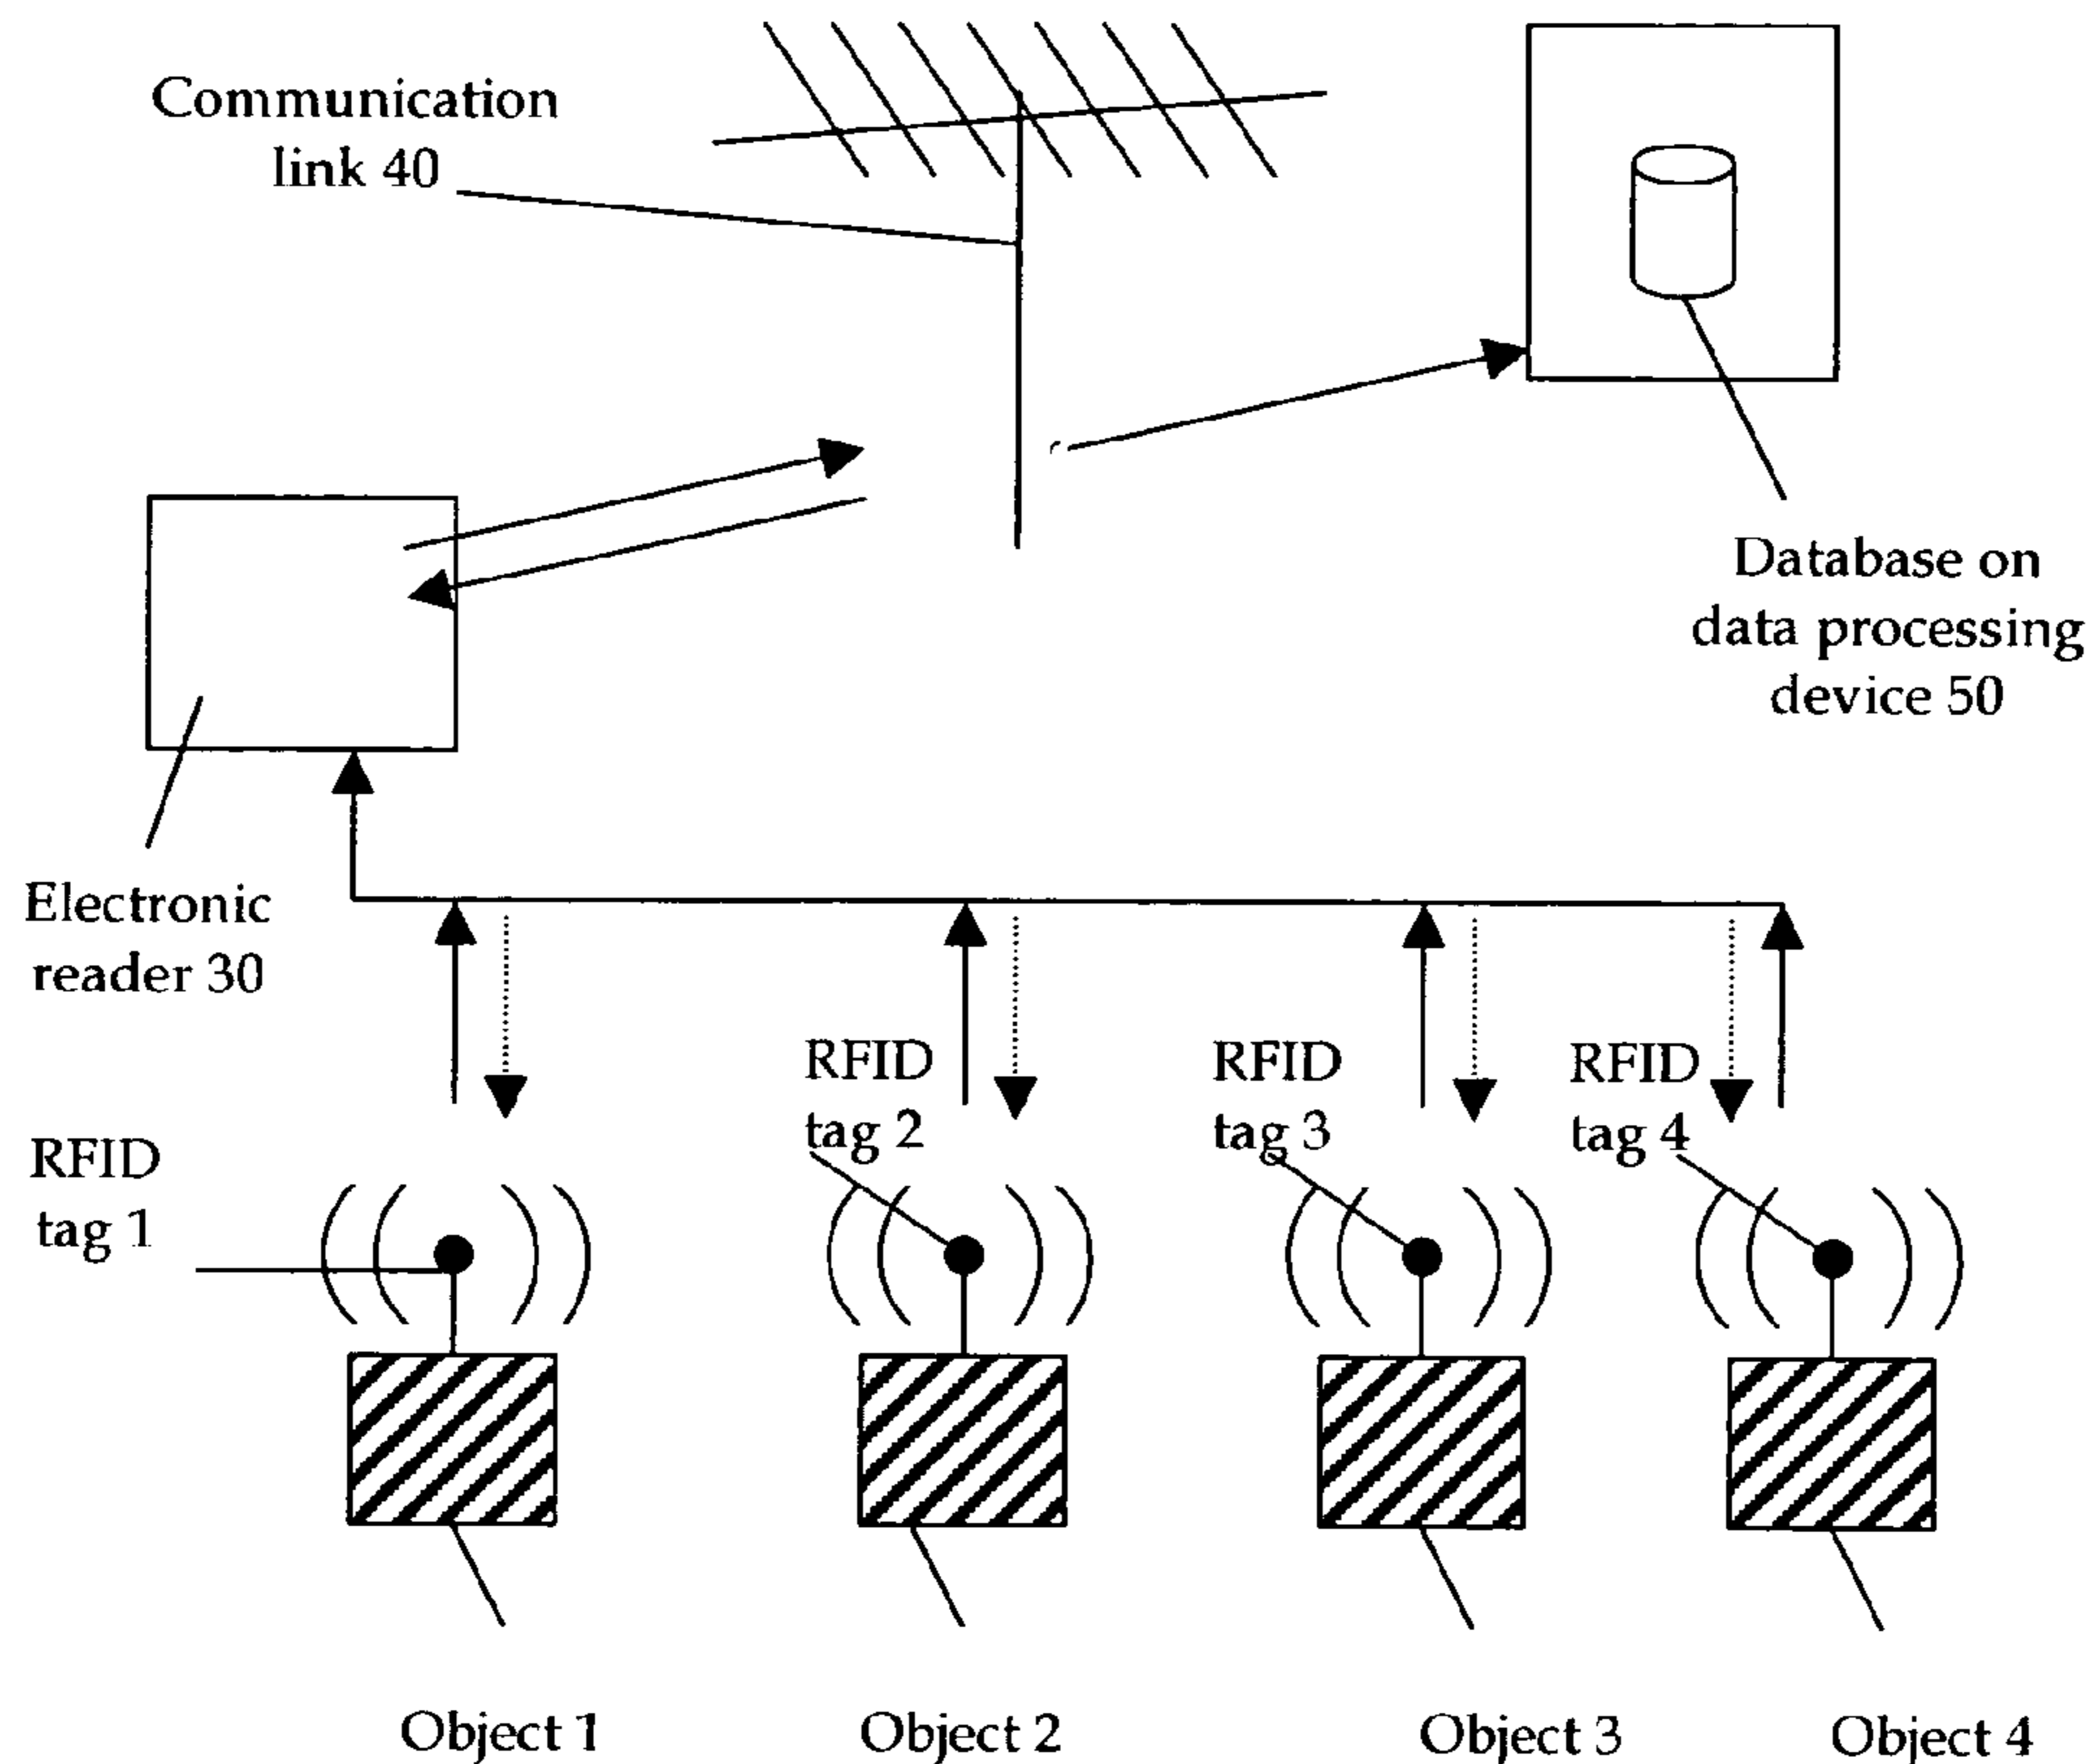 Communication
link 40
Database on
data processing
device 50
Electronic
reader 30
RFID
tag 1
RFID
tag 2
RFID
tag 3
RFID
tag 4
Object 1
Object 2
Object 3
Object 4